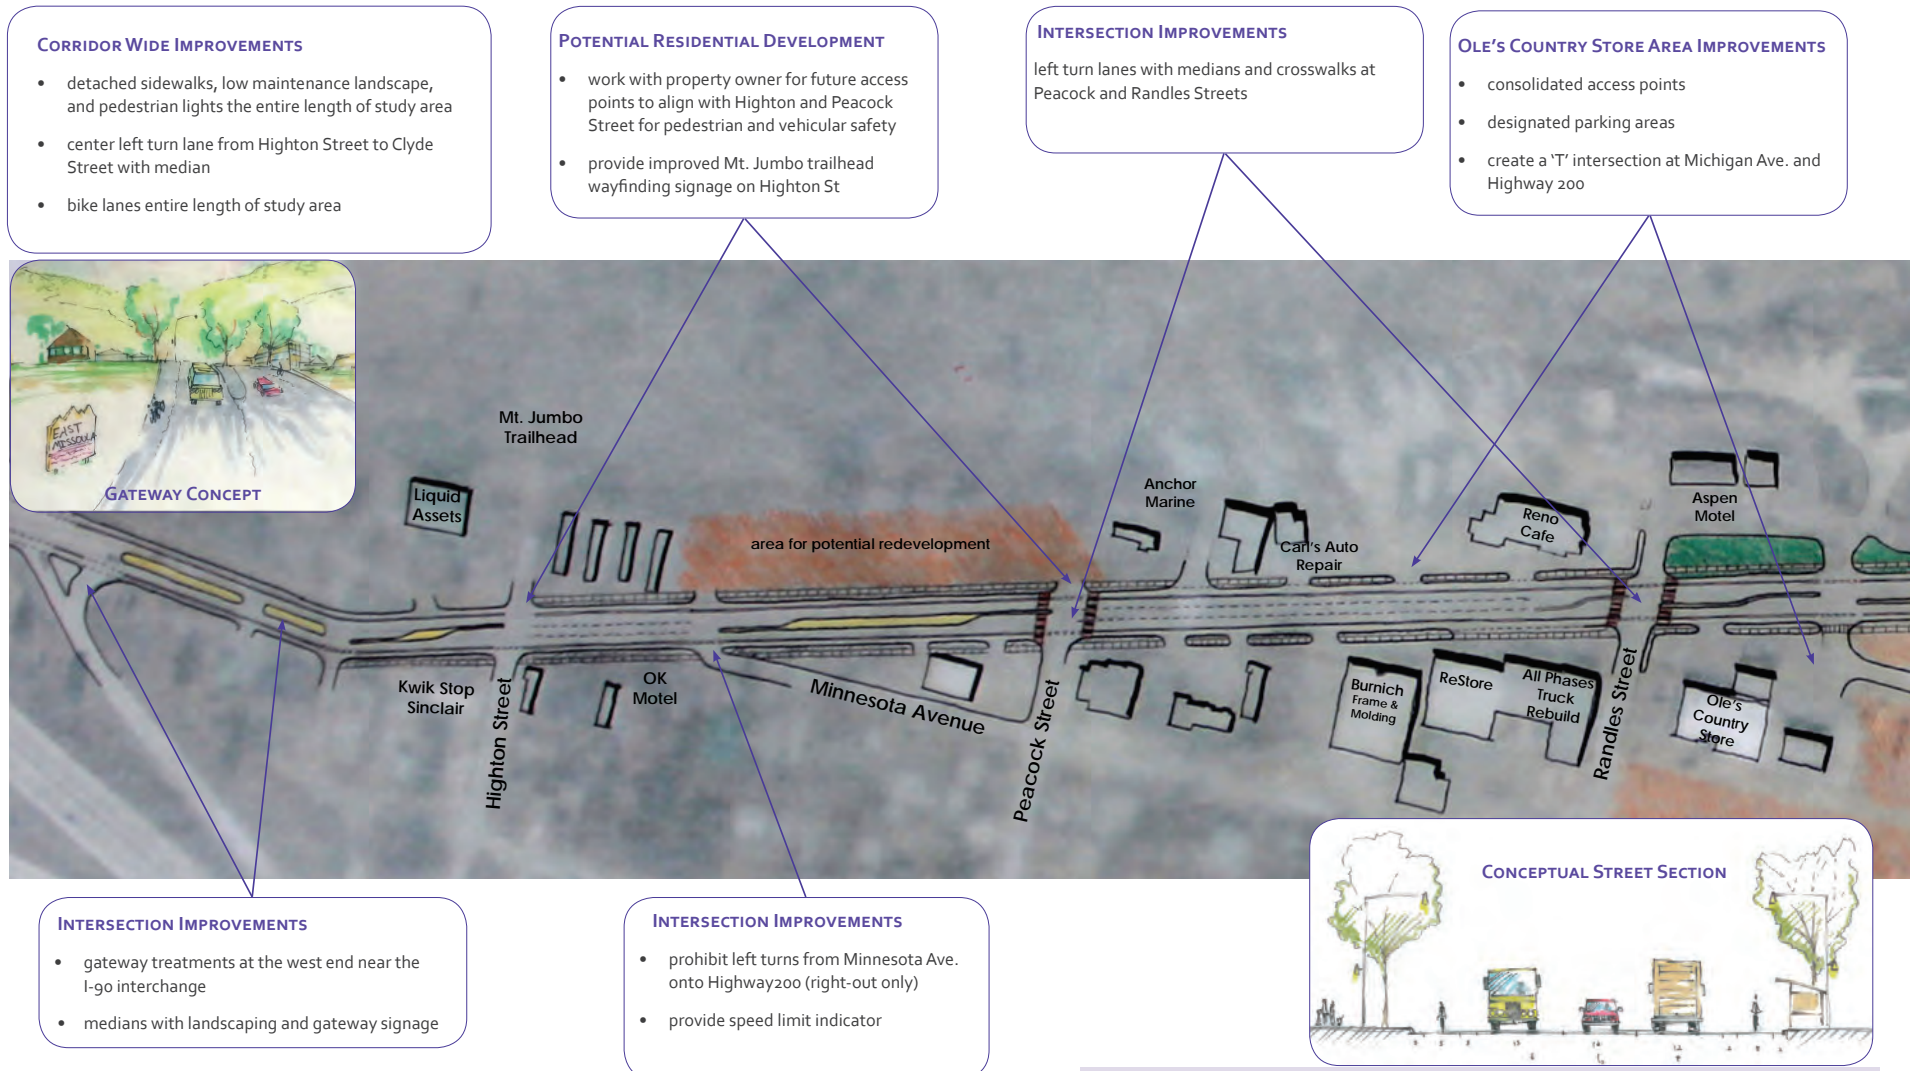 Corridor Wide Improvements
• detached sidewalks, low maintenance landscape,
and pedestrian lights the entire length of study area
• center left turn lane from Highton Street to Clyde
Street with median
• bike lanes entire length of study area
Potential Residential Development
• work with property owner for future access
points to align with Highton and Peacock
Street for pedestrian and vehicular safety
• provide improved Mt. Jumbo trailhead
wayfinding signage on Highton St
Intersection Improvements
left turn lanes with medians and crosswalks at
Peacock and Randles Streets
Ole's Country Store Area Improvements
• consolidated access points
• designated parking areas
• create a 'T' intersection at Michigan Ave. and
Highway 200
EAST
MISSOULA
Gateway Concept
Mt. Jumbo
Trailhead
Liquid
Assets
area for potential redevelopment
Anchor
Marine
Carl's Auto
Repair
Reno
Cafe
Aspen
Motel
Kwik Stop
Sinclair
Highton Street
OK
Motel
Minnesota Avenue
Peacock Street
Burnich
Frame &
Molding
ReStore
All Phases
Truck
Rebuild
Randles Street
Ole's
Country
Store
Intersection Improvements
• gateway treatments at the west end near the
I-90 interchange
• medians with landscaping and gateway signage
Intersection Improvements
• prohibit left turns from Minnesota Ave.
onto Highway200 (right-out only)
• provide speed limit indicator
Conceptual Street Section